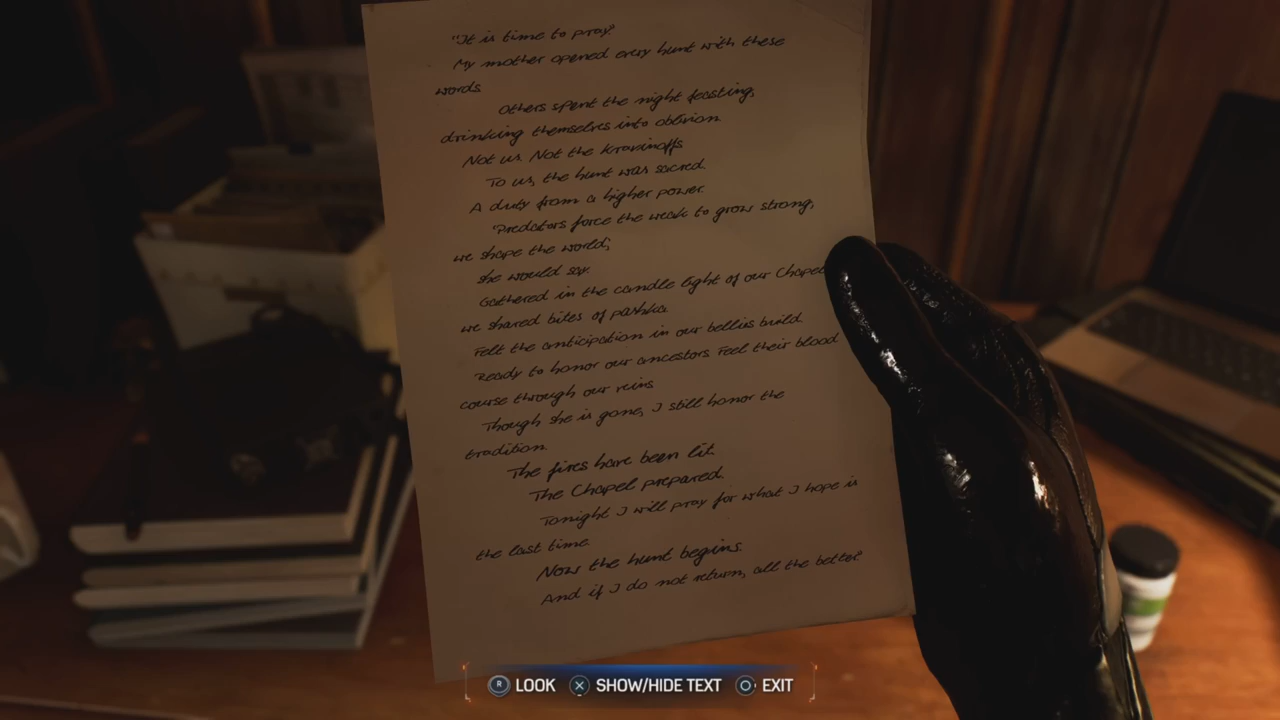 "It is time to pray."
My mother opened every hunt with these
words.
Others spent the night feasting,
drinking themselves into oblivion.
Not us. Not the Kravinoffs.
To us, the hunt was sacred.
A duty from a higher power.
"Predators force the weak to grow strong,
we shape the world,"
she would say.
Gathered in the candle light of our Chapel
we shared bites of pashka.
Felt the anticipation in our bellies build.
Ready to honor our ancestors. Feel their blood
course through our veins.
Though she is gone, I still honor the
tradition.
The fires have been lit.
The Chapel prepared.
Tonight I will pray for what I hope is
the last time.
Now the hunt begins.
And if I do not return, all the better
R LOOK SHOW/HIDE TEXT EXIT